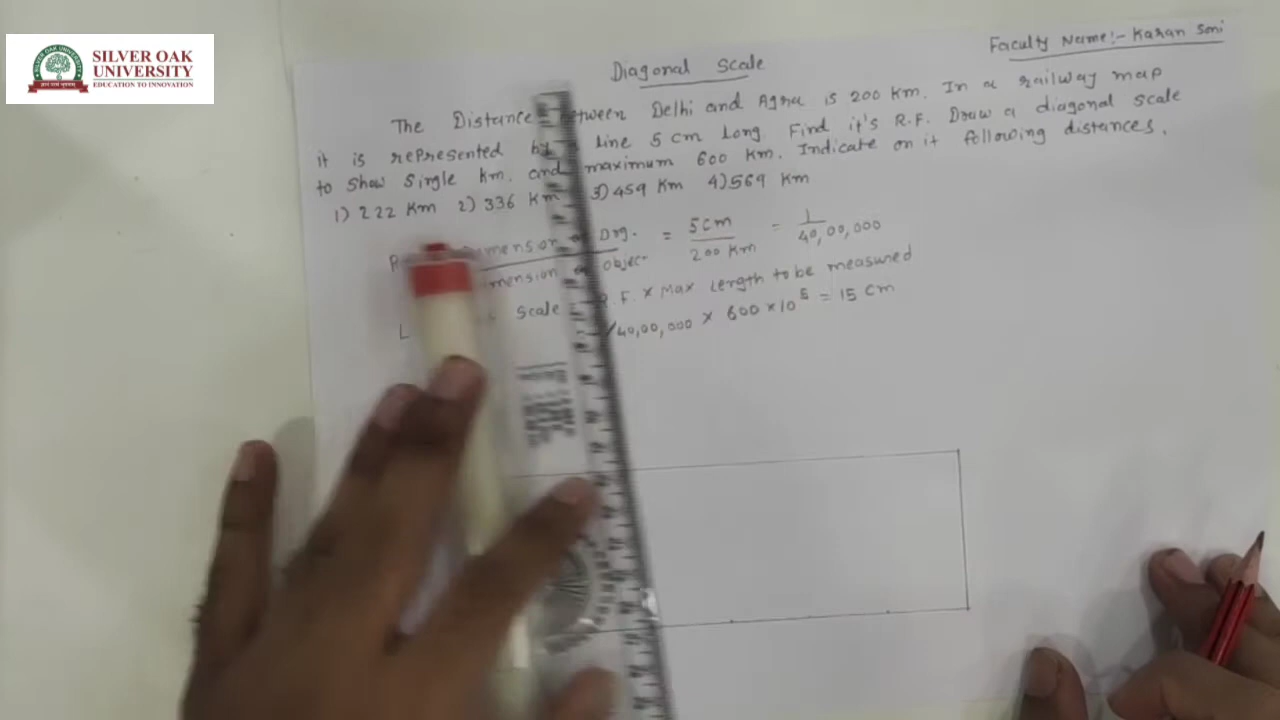 SILVER OAK
UNIVERSITY
EDUCATION TO INNOVATION
Faculty Name:- Karan Soni
Diagonal Scale
The Distance between Delhi and Agra is 200 km. In a railway map
it is represented by line 5 cm long. Find it's R.F. Draw a diagonal scale
to show single km. and maximum 600 km. Indicate on it following distances.
1) 222 km 2) 336 km 3) 459 km 4) 569 km
Drg. = 5cm / 200 km = 1 / 40,00,000
Scale R.F. × Max Length to be measured
1/40,00,000 × 600 × 10^5 = 15 cm